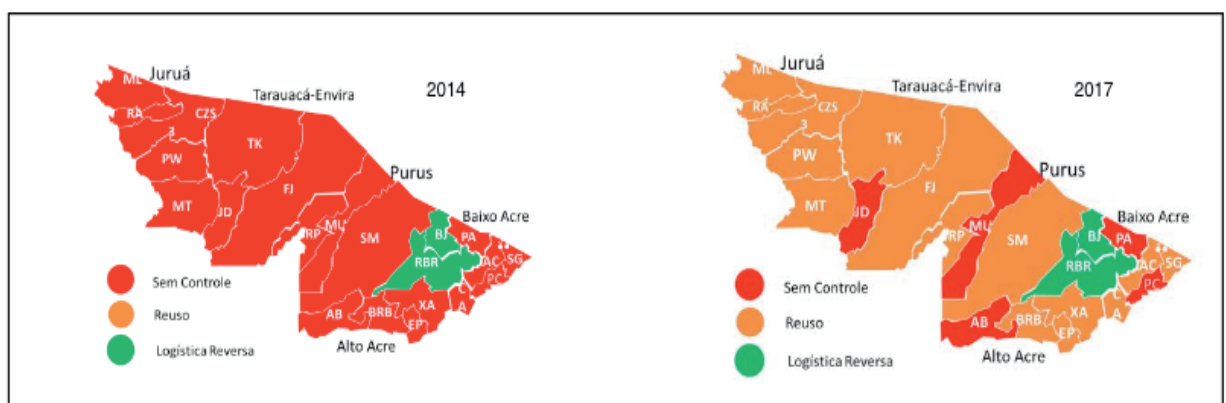 Juruá
2014
Tarauacá-Envira
ML
RA
CZS
3
TK
PW
Purus
FJ
MT
JD
Baixo Acre
MU
RP
SM
BJ
PA
AC
SG
RBR
PC
Sem Controle
XA
A
AB
BRB
Reuso
EP
Alto Acre
Logística Reversa
Juruá
2017
Tarauacá-Envira
ML
RA
CZS
3
TK
PW
Purus
FJ
MT
JD
Baixo Acre
MU
RP
SM
BJ
PA
AC
SG
RBR
PC
Sem Controle
XA
A
AB
BRB
Reuso
EP
Alto Acre
Logística Reversa